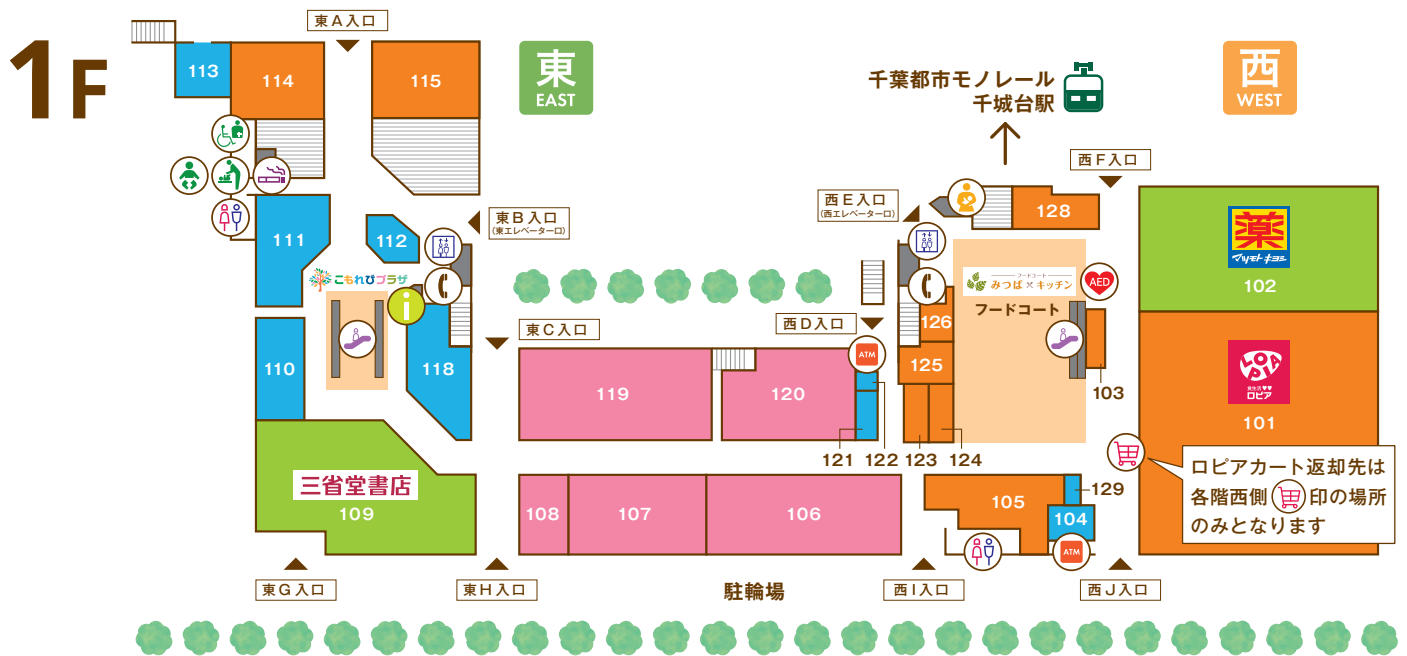 1F
東A入口
東
EAST
千葉都市モノレール
千城台駅
西
WEST
113
114
115
西F入口
西E入口
(西エレベーター口)
128
東B入口
(東エレベーター口)
111
112
薬
マツモトキヨシ
102
こもれびプラザ
i
フードコート
みつば×キッチン
フードコート
AED
東C入口
西D入口
126
ATM
125
110
118
119
120
103
LOPIA
食生活♥♥
ロピア
101
121
122
123
124
三省堂書店
109
ロピアカート返却先は
各階西側印の場所
のみとなります
108
107
106
105
129
104
ATM
東G入口
東H入口
駐輪場
西I入口
西J入口